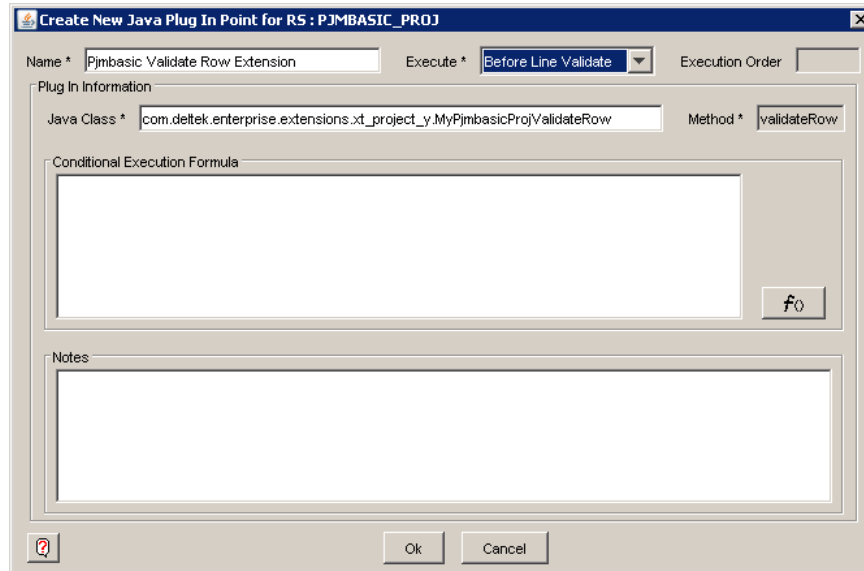 Create New Java Plug In Point for RS : PJMBASIC_PROJ
Name * Pjmbasic Validate Row Extension Execute * Before Line Validate Execution Order
Plug In Information
Java Class * com.deltek.enterprise.extensions.xt_project_y.MyPjmbasicProjValidateRow Method * validateRow
Conditional Execution Formula
f()
Notes
Ok Cancel